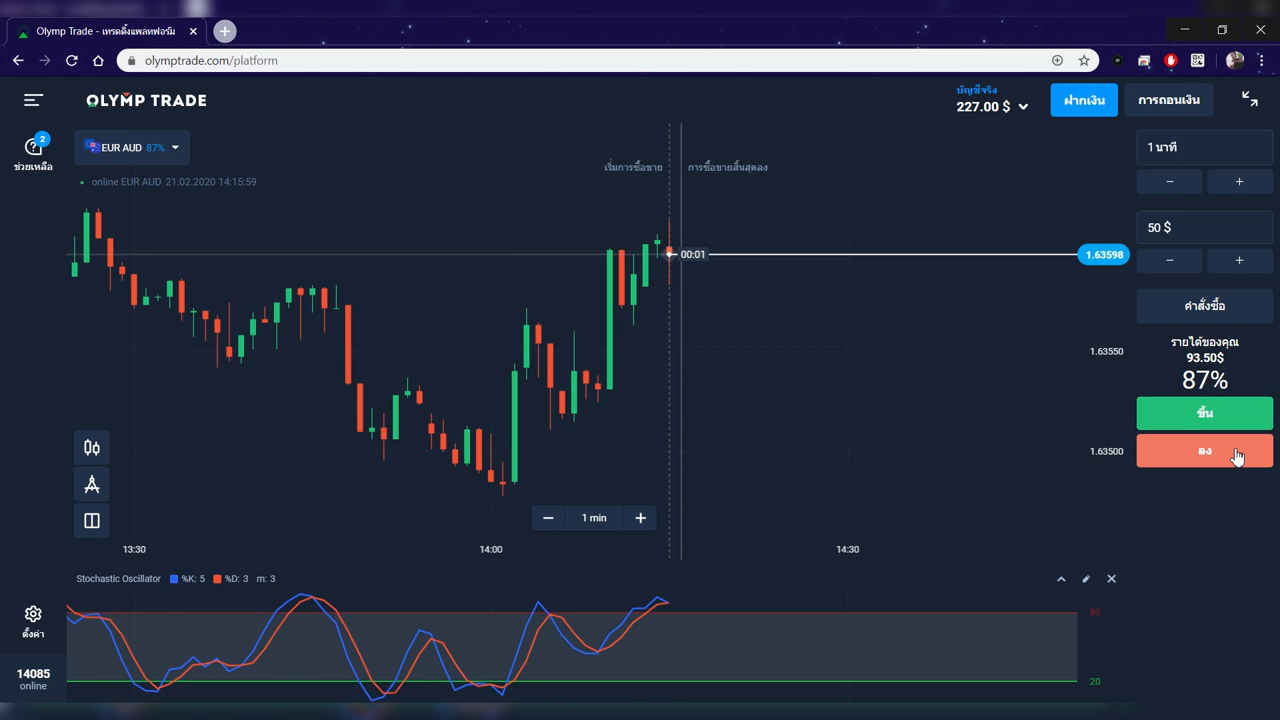 Olymp Trade - เทรดดิ้งแพลทฟอร์ม
olymptrade.com/platform
OLYMP TRADE
บัญชีจริง
227.00 $
ฝากเงิน
การถอนเงิน
2
ช่วยเหลือ
EUR AUD 87%
online EUR AUD 21.02.2020 14:15:59
เริ่มการซื้อขาย
การซื้อขายสิ้นสุดลง
00:01
1.63598
1.63550
1.63500
1 นาที
50 $
คำสั่งซื้อ
รายได้ของคุณ
93.50$
87%
ขึ้น
ลง
1 min
13:30
14:00
14:30
Stochastic Oscillator %K: 5 %D: 3 m: 3
80
20
ตั้งค่า
14085
online